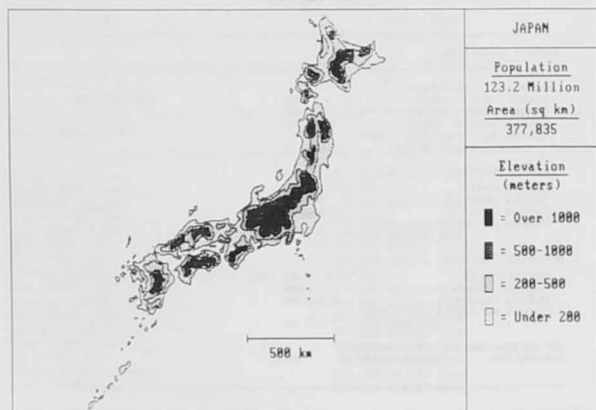 JAPAN
Population
123.2 Million
Area (sq km)
377,835
Elevation
(meters)
= Over 1000
= 500-1000
= 200-500
= Under 200
500 km